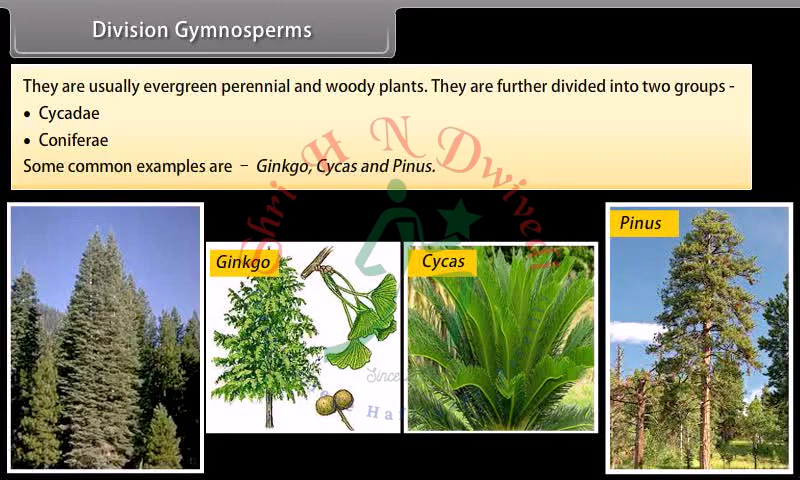 Division Gymnosperms
They are usually evergreen perennial and woody plants. They are further divided into two groups -
• Cycadae
• Coniferae
Some common examples are – Ginkgo, Cycas and Pinus.
Shri H N Dwivedi
Ginkgo
Cycas
Pinus
Since